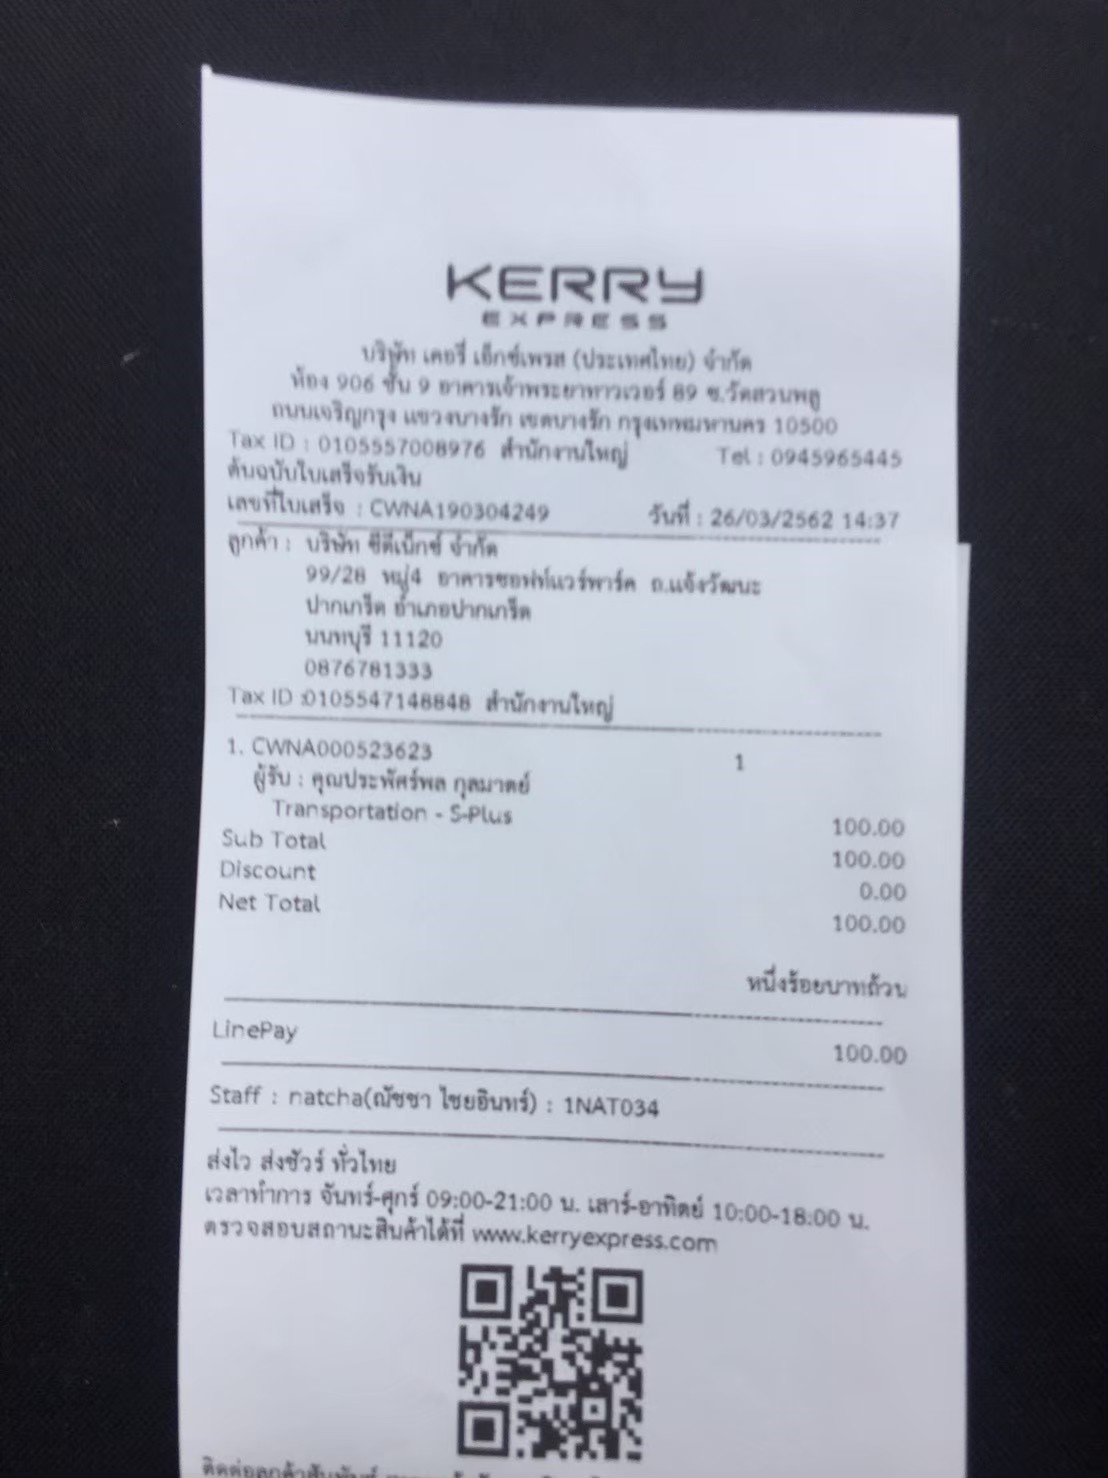 KERRY
EXPRESS
บริษัท เคอรี่ เอ็กซ์เพรส (ประเทศไทย) จำกัด
ห้อง 906 ชั้น 9 อาคารเจ้าพระยาทาวเวอร์ 89 ซ.วัดสวนพลู
ถนนเจริญกรุง แขวงบางรัก เขตบางรัก กรุงเทพมหานคร 10500
Tax ID : 0105557008976 สำนักงานใหญ่ Tel : 0945965445
ต้นฉบับใบเสร็จรับเงิน
เลขที่ใบเสร็จ : CWNA190304249 วันที่ : 26/03/2562 14:37
ลูกค้า : บริษัท ซีดีเน็กซ์ จำกัด
99/28 หมู่4 อาคารซอฟท์แวร์พาร์ค ถ.แจ้งวัฒนะ
ปากเกร็ด อำเภอปากเกร็ด
นนทบุรี 11120
0876781333
Tax ID :0105547148848 สำนักงานใหญ่
1. CWNA000523623 1
ผู้รับ : คุณประพัศร์พล กุลมาตย์
Transportation - S-Plus 100.00
Sub Total 100.00
Discount 0.00
Net Total 100.00
หนึ่งร้อยบาทถ้วน
LinePay 100.00
Staff : natcha(ณัชชา ไชยอินทร์) : 1NAT034
ส่งไว ส่งชัวร์ ทั่วไทย
เวลาทำการ จันทร์-ศุกร์ 09:00-21:00 น. เสาร์-อาทิตย์ 10:00-18:00 น.
ตรวจสอบสถานะสินค้าได้ที่ www.kerryexpress.com
ติดต่อลูกค้าสัมพันธ์